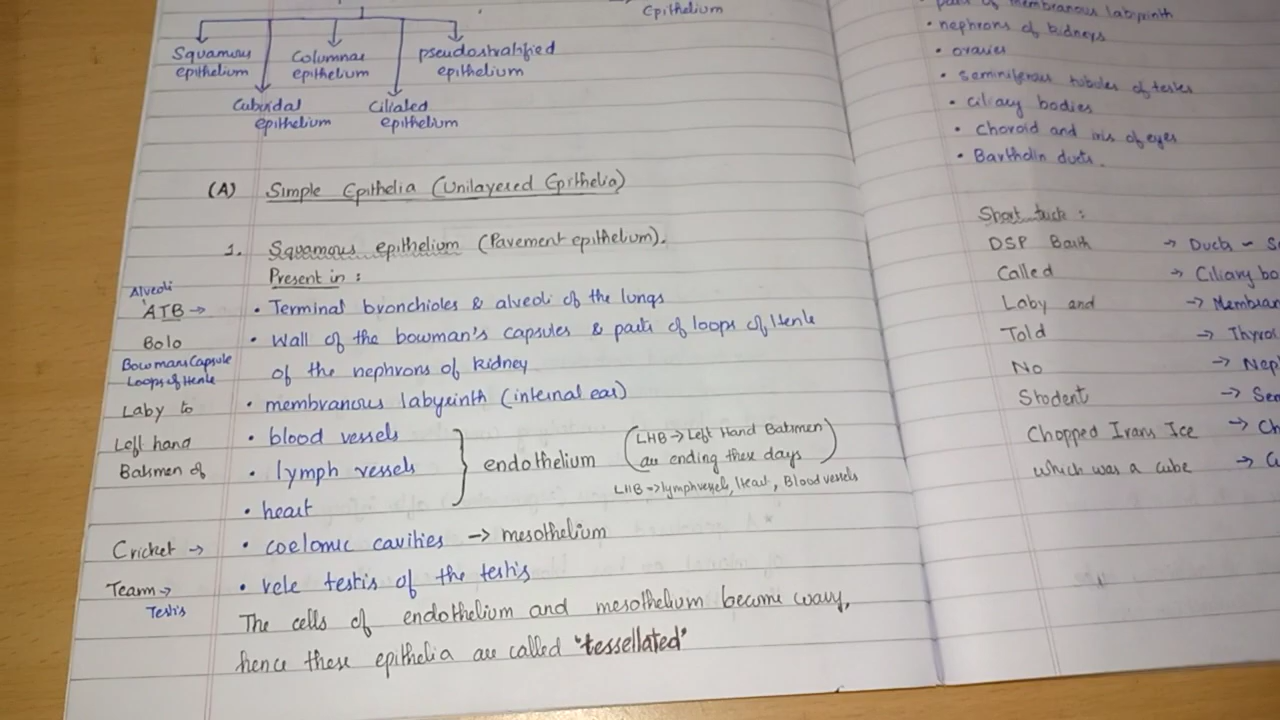 Epithelium
Squamous epithelium
Columnar epithelium
pseudostratified epithelium
Cuboidal epithelium
Ciliated epithelium
(A) Simple Epithelia (Unilayered Epithelia)
1. Squamous epithelium (Pavement epithelium).
Present in :
Alveoli
ATB → • Terminal bronchioles & alveoli of the lungs
Bolo • Wall of the bowman's capsules & parts of loops of Henle
Bowmans Capsule
Loops of Henle
of the nephrons of kidney
Laby to • membranous labyrinth (internal ear)
Left hand • blood vessels
Batsmen of • lymph vessels
• heart
endothelium
(LHB → Left Hand Batsmen
are ending these days)
LHB → lymph vessels, Heart, Blood vessels
Cricket → • coelomic cavities → mesothelium
Team → • rete testis of the testis
Testis
The cells of endothelium and mesothelium become wavy,
hence these epithelia are called "tessellated"
of membranous labyrinth
• nephrons of kidneys
• ovaries
• seminiferous tubules of testes
• ciliary bodies
• Choroid and iris of eyes
• Bartholin ducts.
Short trick :
DSP Barth → Ducts
Called → Ciliary bo
Laby and → Membran
Told → Thyroi
No → Nep
Student → Sem
Chopped Irans Ice → Ch
which was a cube →